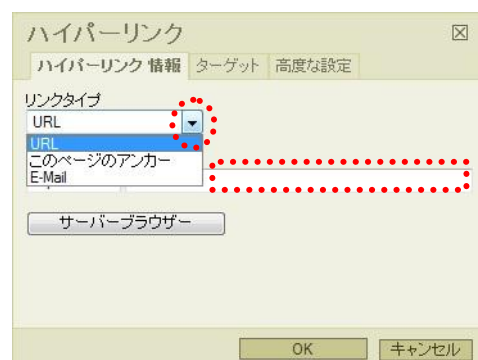 ハイパーリンク
ハイパーリンク 情報 ターゲット 高度な設定
リンクタイプ
URL
URL
このページのアンカー
E-Mail
サーバーブラウザー
OK キャンセル